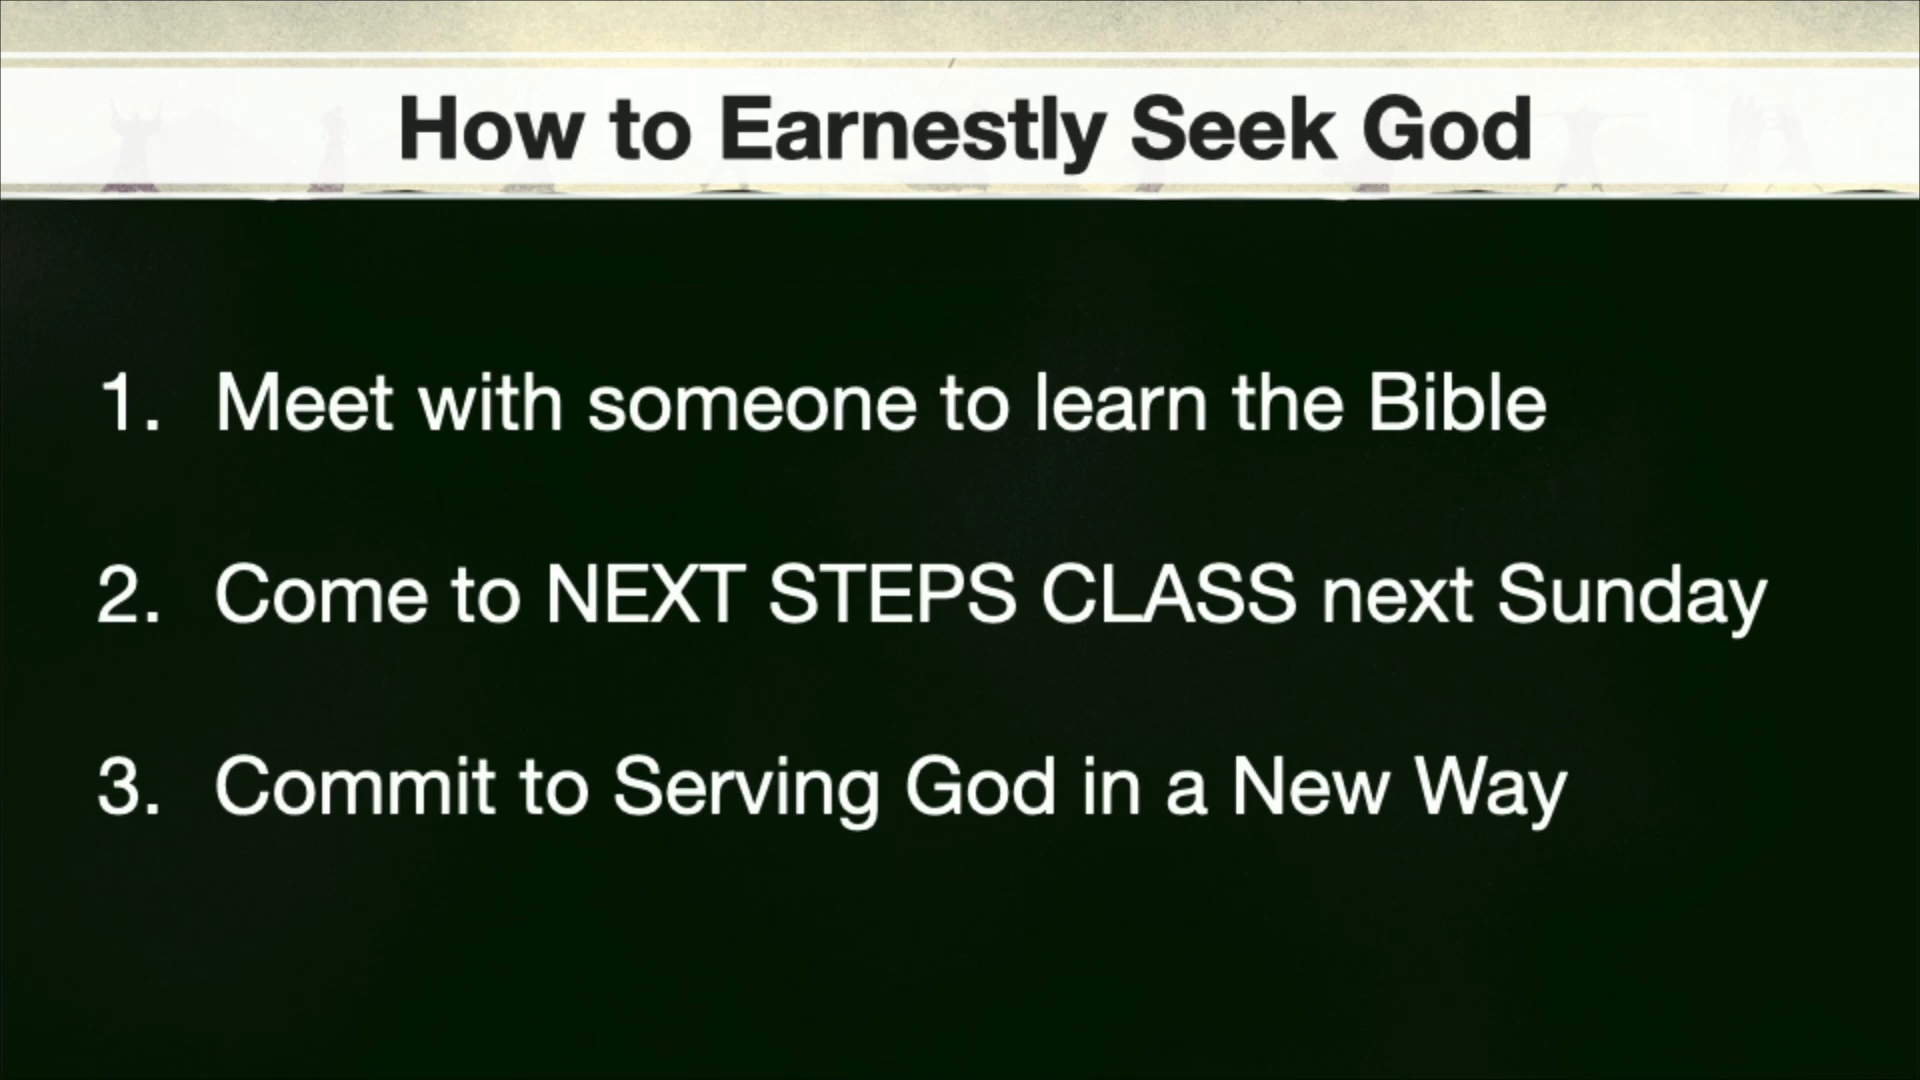 How to Earnestly Seek God
1. Meet with someone to learn the Bible
2. Come to NEXT STEPS CLASS next Sunday
3. Commit to Serving God in a New Way